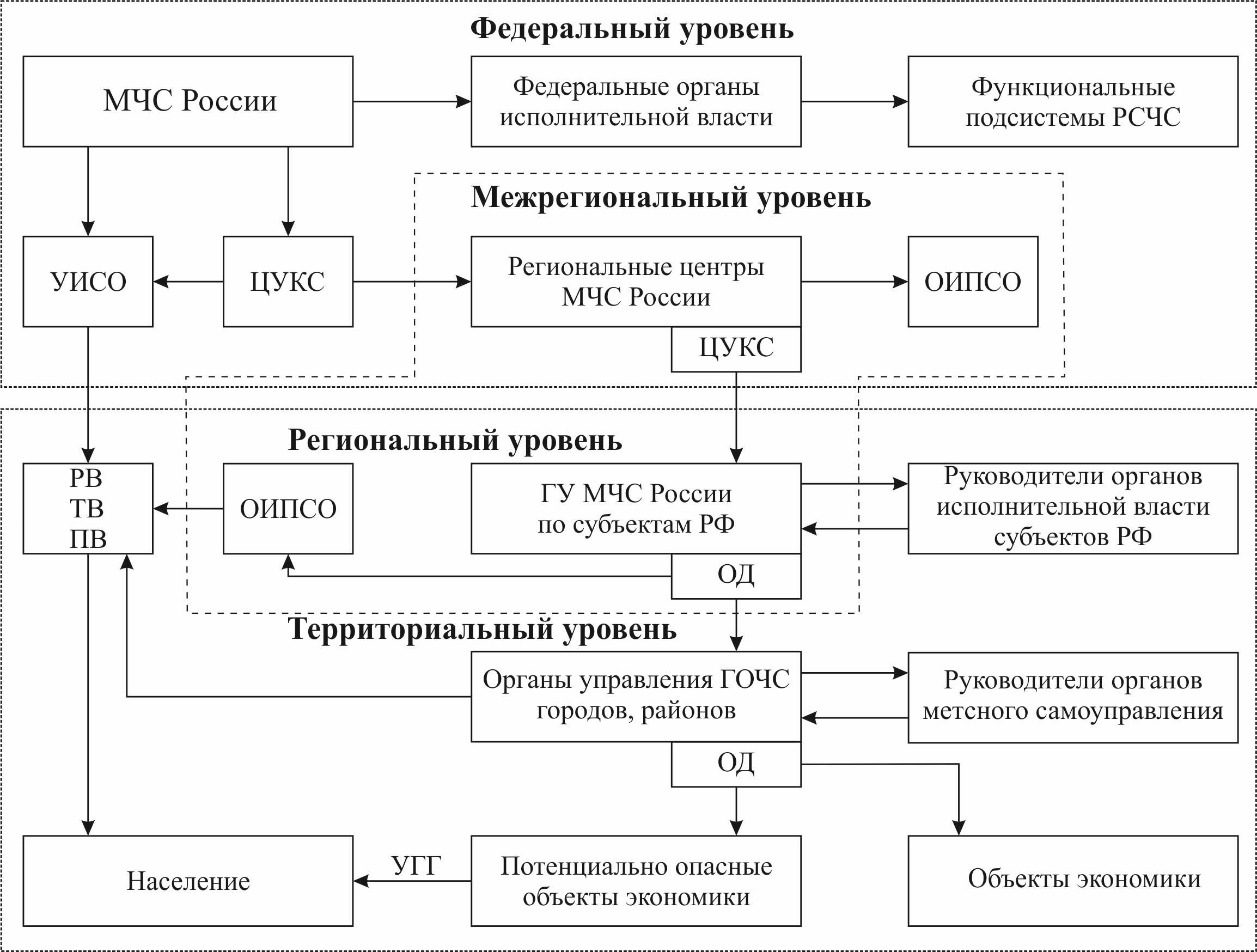 Федеральный уровень
МЧС России
Федеральные органы
исполнительной власти
Функциональные
подсистемы РСЧС
Межрегиональный уровень
УИСО
ЦУКС
Региональные центры
МЧС России
ОИПСО
ЦУКС
Региональный уровень
РВ
ТВ
ПВ
ОИПСО
ГУ МЧС России
по субъектам РФ
Руководители органов
исполнительной власти
субъектов РФ
ОД
Территориальный уровень
Органы управления ГОЧС
городов, районов
Руководители органов
метсного самоуправления
ОД
Население
УГГ
Потенциально опасные
объекты экономики
Объекты экономики